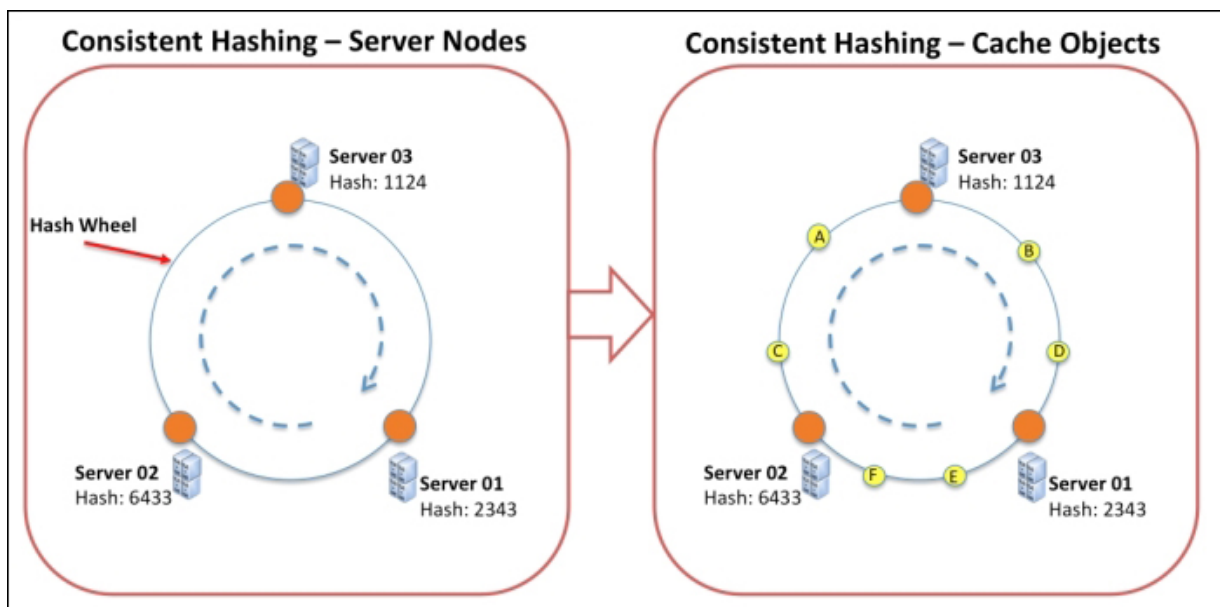 Consistent Hashing – Server Nodes
Server 03
Hash: 1124
Hash Wheel
Server 02
Hash: 6433
Server 01
Hash: 2343
Consistent Hashing – Cache Objects
Server 03
Hash: 1124
A
B
C
D
Server 02
Hash: 6433
F
E
Server 01
Hash: 2343